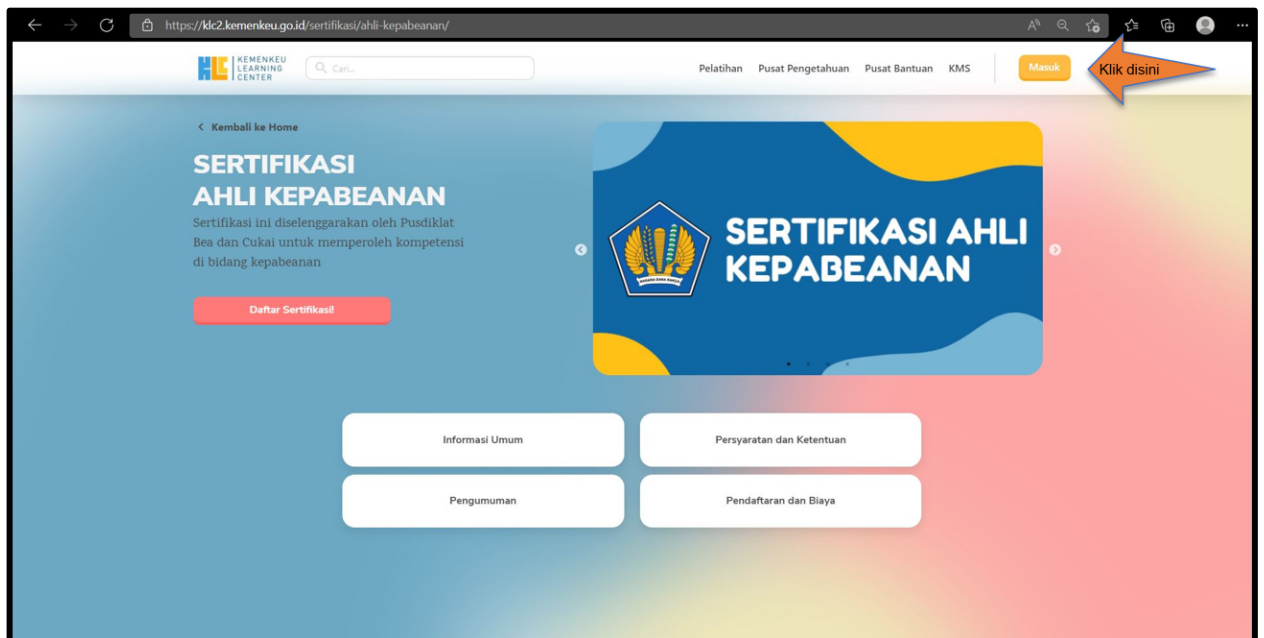 https://klc2.kemenkeu.go.id/sertifikasi/ahli-kepabeanan/
KEMENKEU
LEARNING
CENTER
Cari...
Pelatihan Pusat Pengetahuan Pusat Bantuan KMS Masuk Klik disini
Kembali ke Home
SERTIFIKASI
AHLI KEPABEANAN
Sertifikasi ini diselenggarakan oleh Pusdiklat
Bea dan Cukai untuk memperoleh kompetensi
di bidang kepabeanan
Daftar Sertifikasi!
SERTIFIKASI AHLI
KEPABEANAN
Informasi Umum Persyaratan dan Ketentuan
Pengumuman Pendaftaran dan Biaya